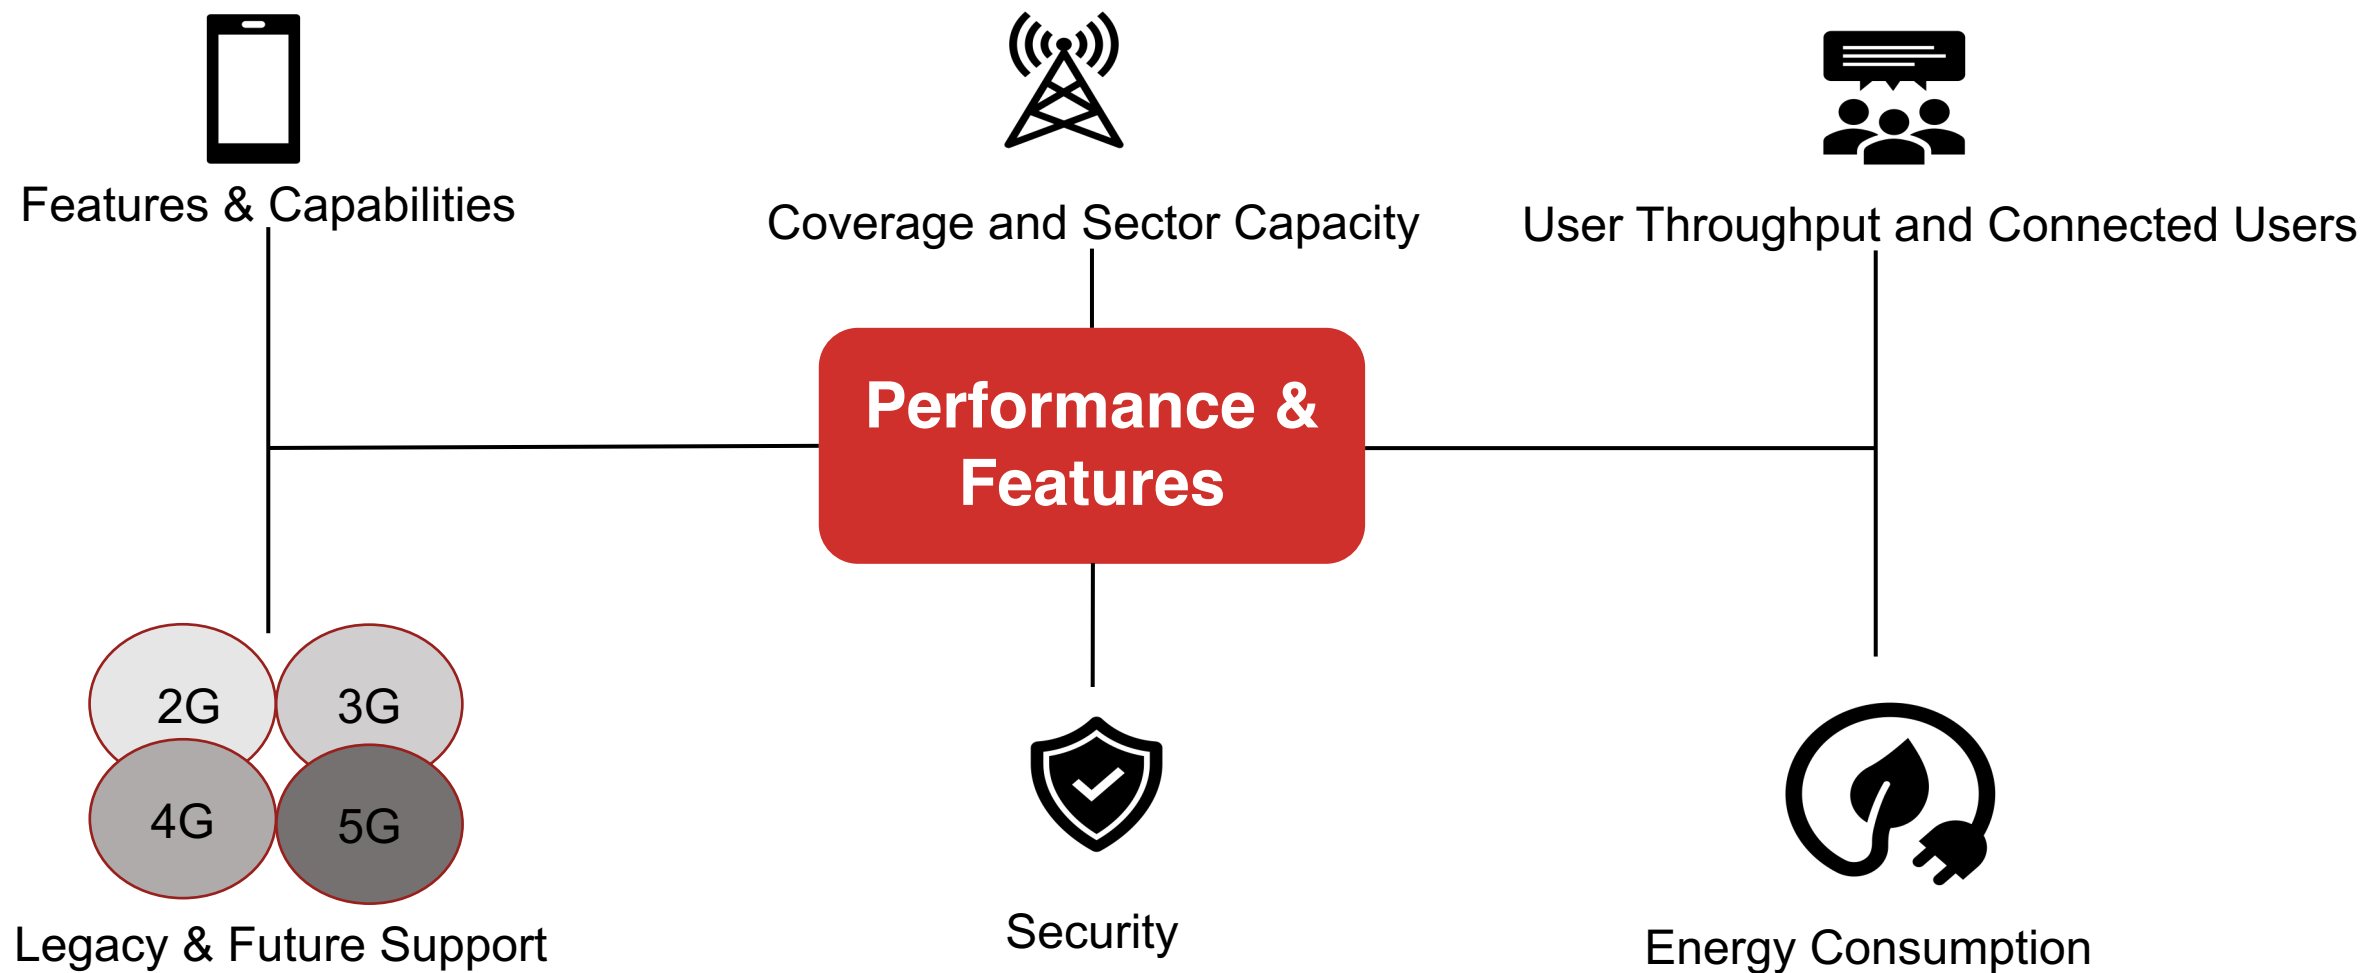 Features & Capabilities
Coverage and Sector Capacity
User Throughput and Connected Users
Performance &
Features
2G
3G
4G
5G
Legacy & Future Support
Security
Energy Consumption